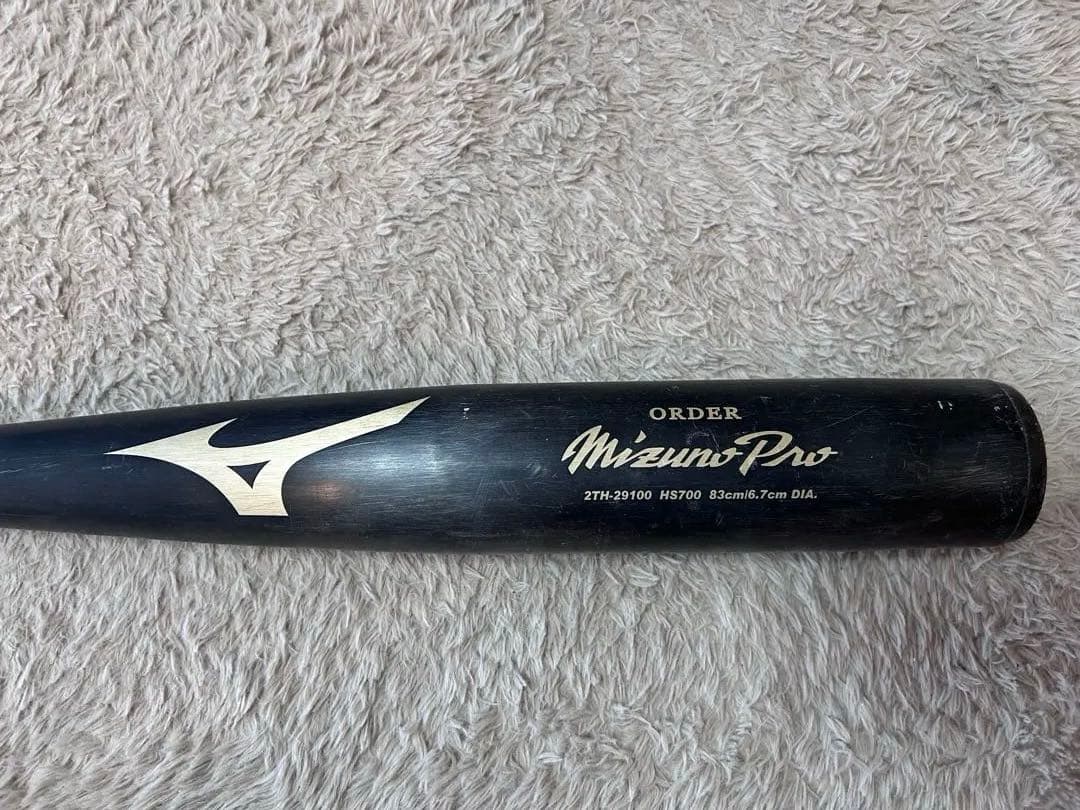 ORDER
Mizuno Pro
2TH-29100 HS700 83cm/6.7cm DIA.